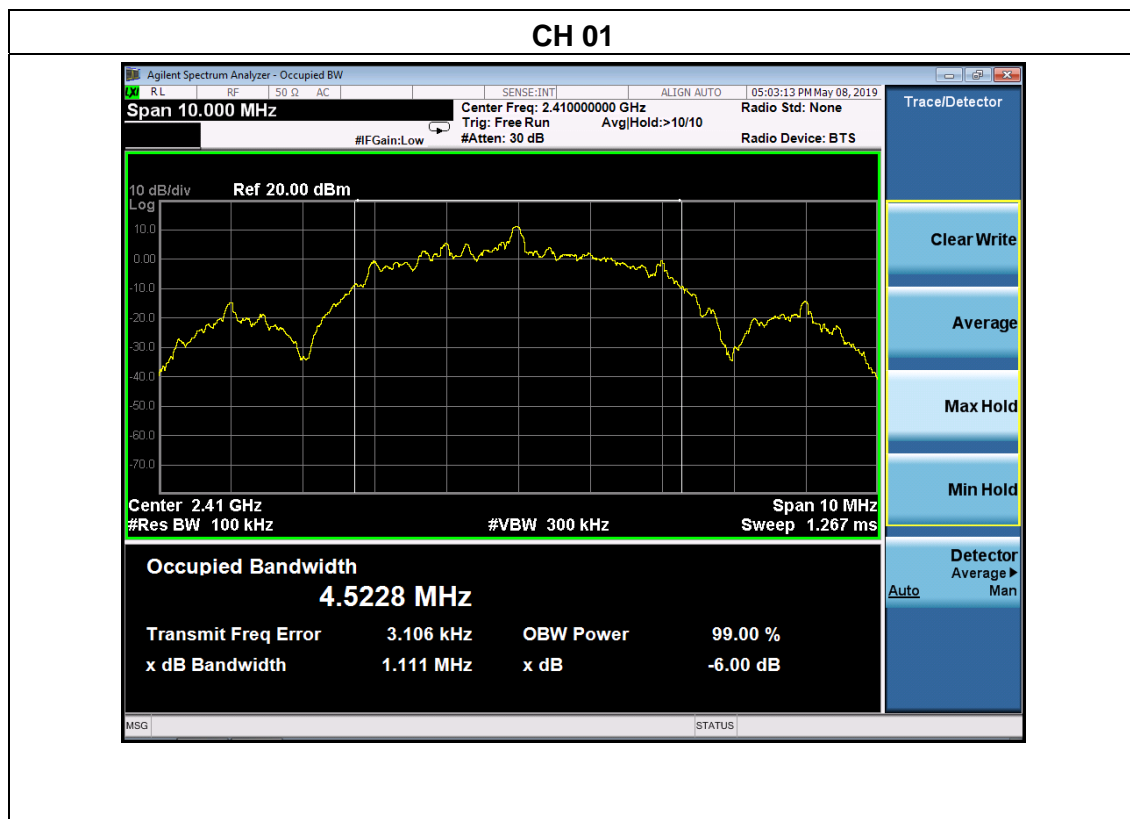 CH 01
Agilent Spectrum Analyzer - Occupied BW
LXI RL RF 50 Ω AC SENSE:INT ALIGN AUTO 05:03:13 PM May 08, 2019
Span 10.000 MHz
Center Freq: 2.410000000 GHz
Radio Std: None
Trig: Free Run Avg|Hold:>10/10
#IFGain:Low #Atten: 30 dB Radio Device: BTS
Trace/Detector
10 dB/div Ref 20.00 dBm
Log
10.0
0.00
-10.0
-20.0
-30.0
-40.0
-50.0
-60.0
-70.0
Center 2.41 GHz Span 10 MHz
#Res BW 100 kHz #VBW 300 kHz Sweep 1.267 ms
Occupied Bandwidth
4.5228 MHz
Transmit Freq Error 3.106 kHz OBW Power 99.00 %
x dB Bandwidth 1.111 MHz x dB -6.00 dB
Clear Write
Average
Max Hold
Min Hold
Detector
Average
Auto Man
MSG STATUS